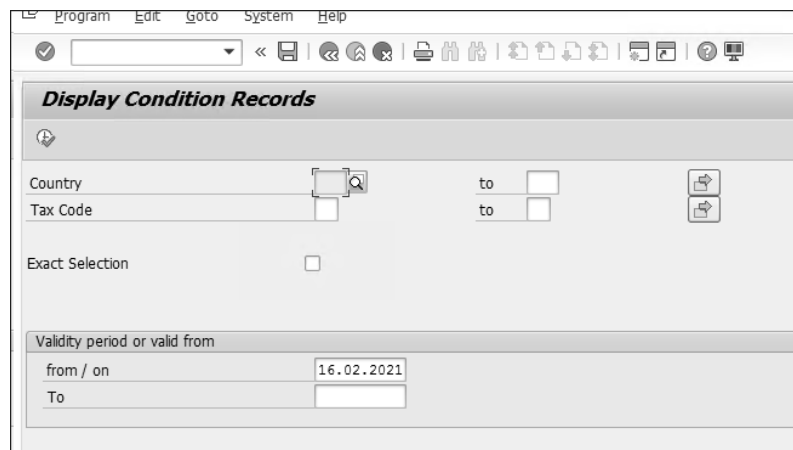 Program Edit Goto System Help
Display Condition Records
Country to
Tax Code to
Exact Selection
Validity period or valid from
from / on 16.02.2021
To